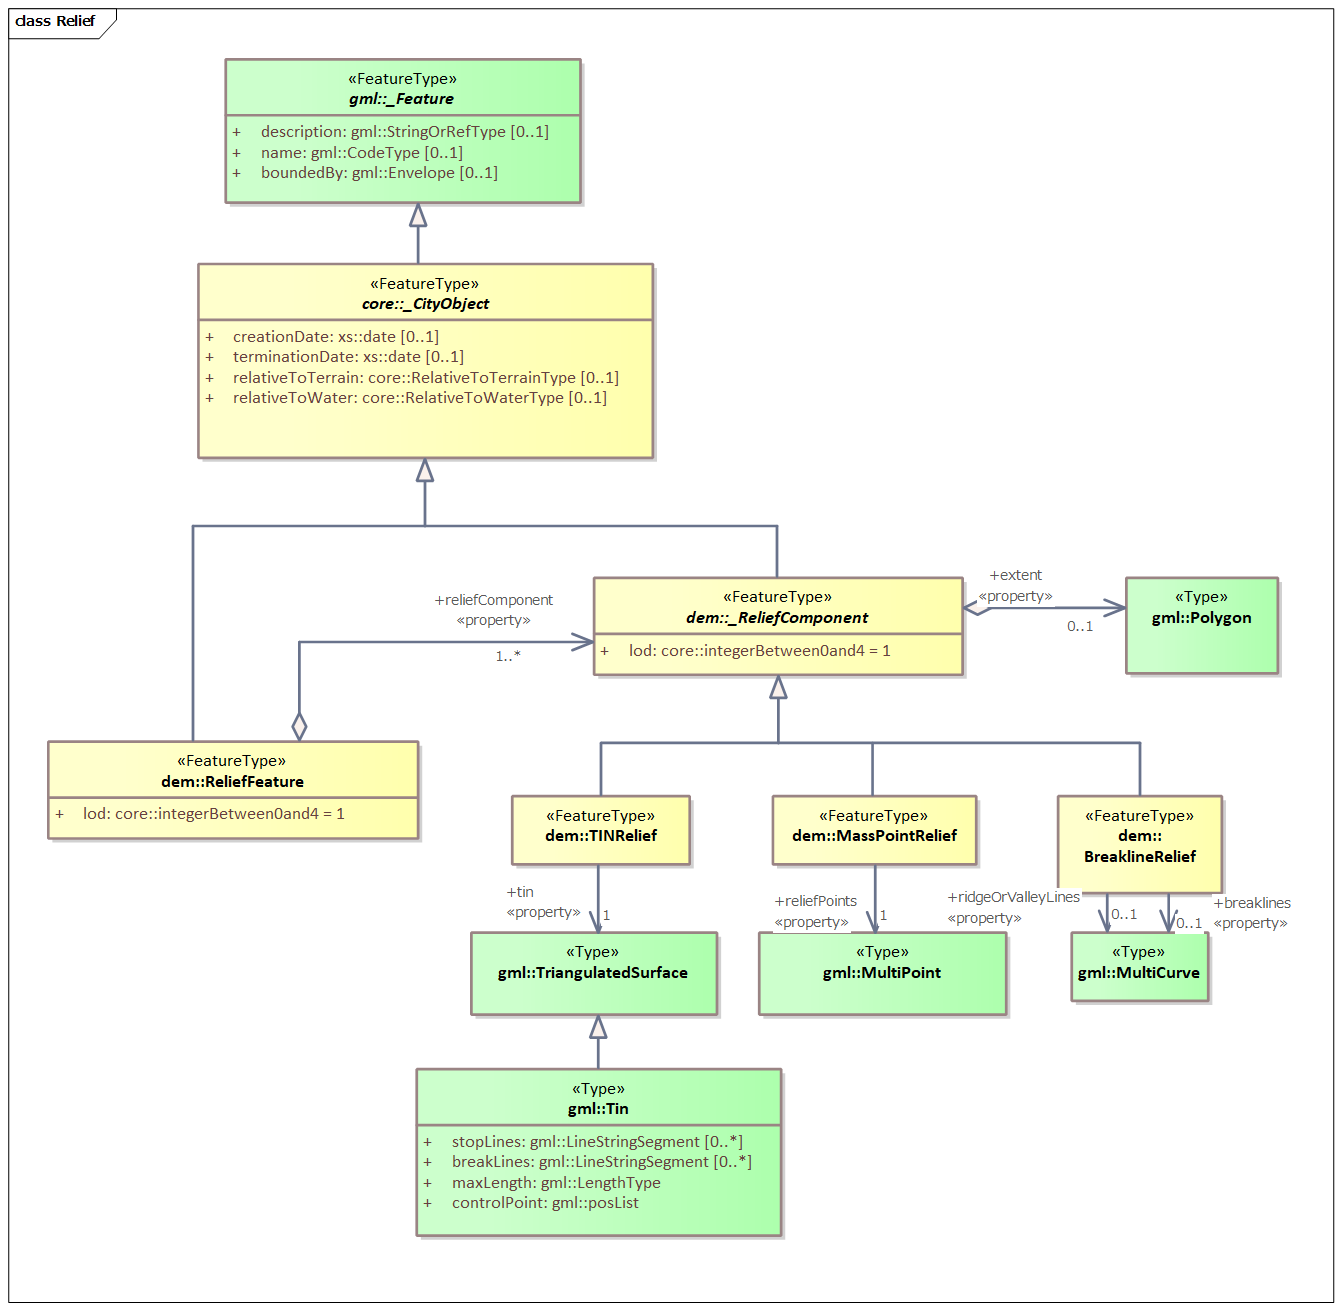 class Relief
«FeatureType»
gml::_Feature
+ description: gml::StringOrRefType [0..1]
+ name: gml::CodeType [0..1]
+ boundedBy: gml::Envelope [0..1]
«FeatureType»
core::_CityObject
+ creationDate: xs::date [0..1]
+ terminationDate: xs::date [0..1]
+ relativeToTerrain: core::RelativeToTerrainType [0..1]
+ relativeToWater: core::RelativeToWaterType [0..1]
+reliefComponent
«property»
1..*
«FeatureType»
dem::_ReliefComponent
+ lod: core::integerBetween0and4 = 1
+extent
«property»
0..1
«Type»
gml::Polygon
«FeatureType»
dem::ReliefFeature
+ lod: core::integerBetween0and4 = 1
«FeatureType»
dem::TINRelief
«FeatureType»
dem::MassPointRelief
«FeatureType»
dem::
BreaklineRelief
+tin
«property»
1
+reliefPoints
«property»
1
+ridgeOrValleyLines
«property»
0..1
+breaklines
«property»
0..1
«Type»
gml::TriangulatedSurface
«Type»
gml::MultiPoint
«Type»
gml::MultiCurve
«Type»
gml::Tin
+ stopLines: gml::LineStringSegment [0..*]
+ breakLines: gml::LineStringSegment [0..*]
+ maxLength: gml::LengthType
+ controlPoint: gml::posList